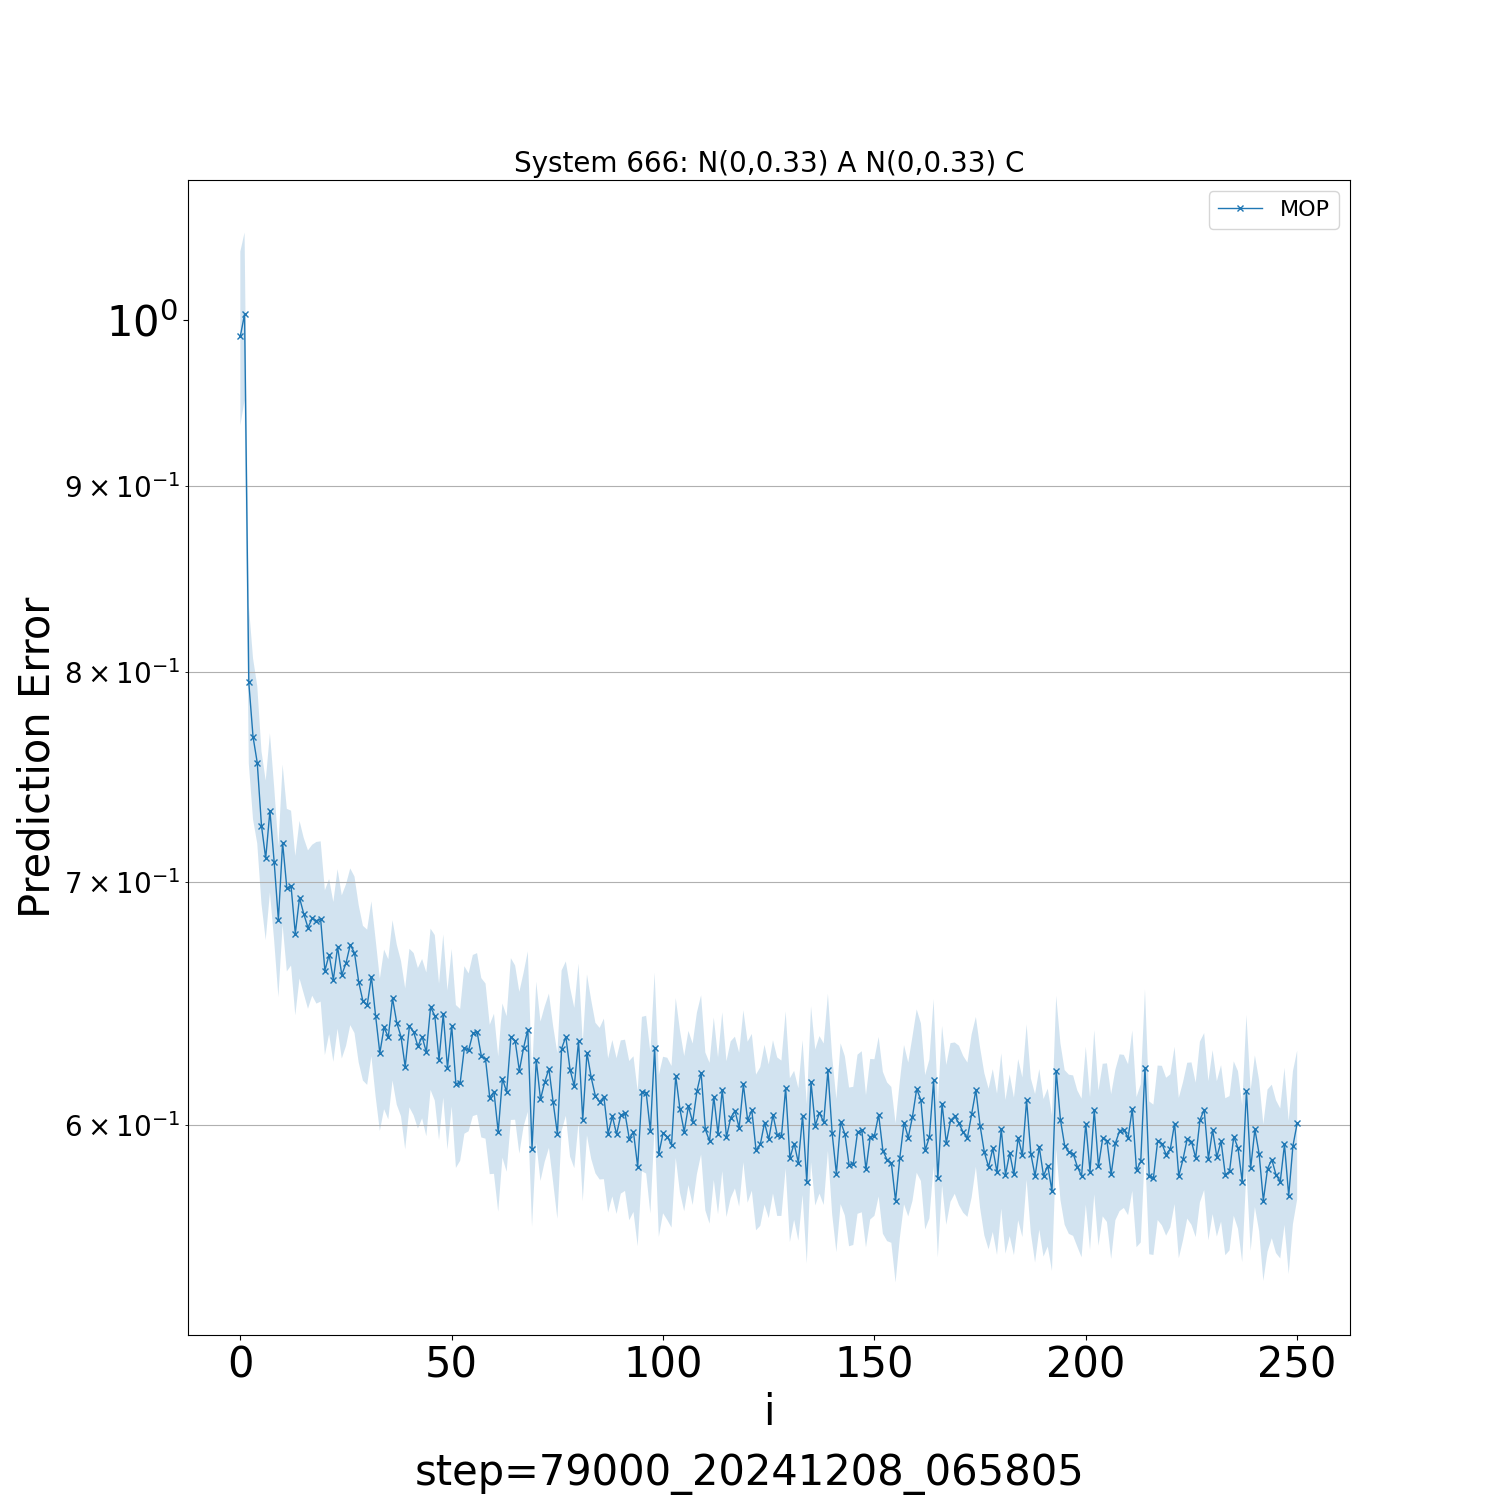 System 666: N(0,0.33) A N(0,0.33) C
MOP
10⁰
9 × 10⁻¹
8 × 10⁻¹
7 × 10⁻¹
6 × 10⁻¹
Prediction Error
0 50 100 150 200 250
i
step=79000_20241208_065805